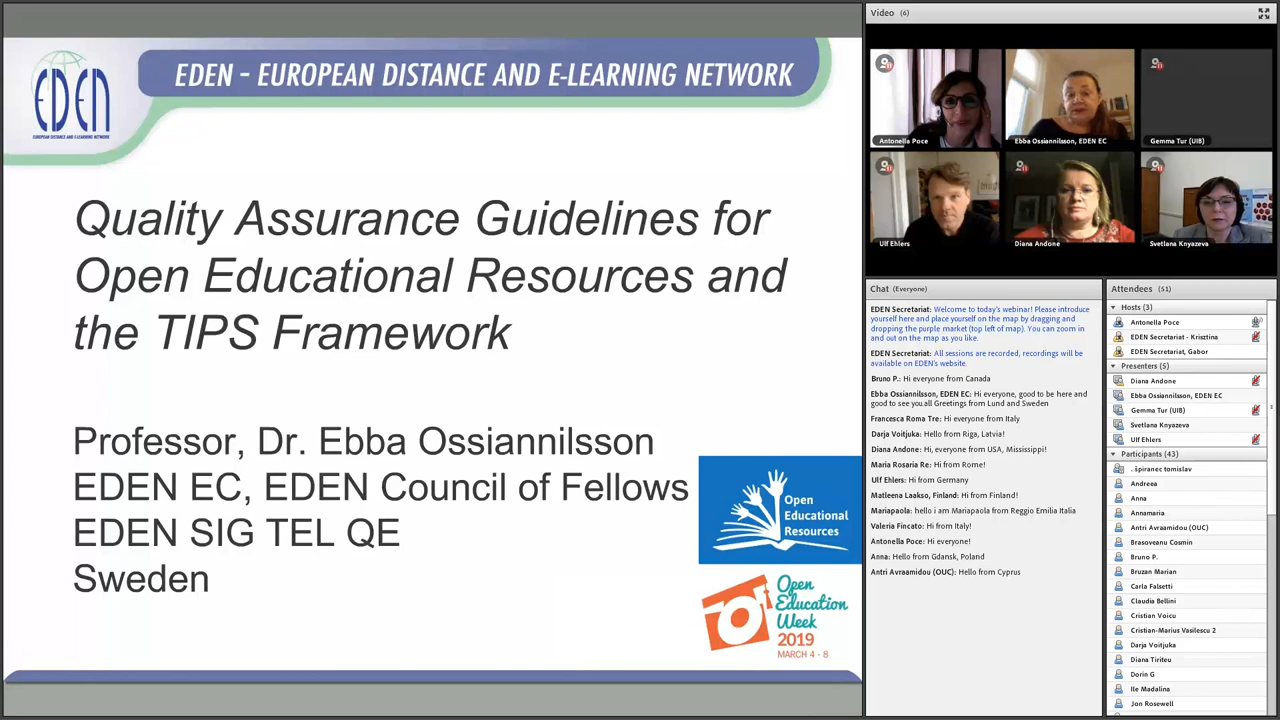 EDEN
EUROPEAN DISTANCE AND E-LEARNING NETWORK
EDEN – EUROPEAN DISTANCE AND E-LEARNING NETWORK
Quality Assurance Guidelines for
Open Educational Resources and
the TIPS Framework
Professor, Dr. Ebba Ossiannilsson
EDEN EC, EDEN Council of Fellows
EDEN SIG TEL QE
Sweden
Open
Educational
Resources
Open
Education
Week
2019
MARCH 4 - 8
Video (6)
Antonella Poce
Ebba Ossiannilsson, EDEN EC
Gemma Tur (UIB)
Ulf Ehlers
Diana Andone
Svetlana Knyazeva
Chat (Everyone)
EDEN Secretariat: Welcome to today's webinar! Please introduce
yourself here and place yourself on the map by dragging and
dropping the purple market (top left of map). You can zoom in
and out on the map as you like.
EDEN Secretariat: All sessions are recorded, recordings will be
available on EDEN's website.
Bruno P.: Hi everyone from Canada
Ebba Ossiannilsson, EDEN EC: Hi everyone, good to be here and
good to see you.all Greetings from Lund and Sweden
Francesca Roma Tre: Hi everyone from Italy
Darja Voitjuka: Hello from Riga, Latvia!
Diana Andone: Hi, everyone from USA, Mississippi!
Maria Rosaria Re: Hi from Rome!
Ulf Ehlers: Hi from Germany
Matleena Laakso, Finland: Hi from Finland!
Mariapaola: hello i am Mariapaola from Reggio Emilia Italia
Valeria Fincato: Hi from Italy!
Antonella Poce: Hi everyone!
Anna: Hello from Gdansk, Poland
Antri Avraamidou (OUC): Hello from Cyprus
Attendees (51)
Hosts (3)
Antonella Poce
EDEN Secretariat - Krisztina
EDEN Secretariat, Gabor
Presenters (5)
Diana Andone
Ebba Ossiannilsson, EDEN EC
Gemma Tur (UIB)
Svetlana Knyazeva
Ulf Ehlers
Participants (43)
. špiranec tomislav
Andreea
Anna
Annamaria
Antri Avraamidou (OUC)
Brasoveanu Cosmin
Bruno P.
Bruzan Marian
Carla Falsetti
Claudia Bellini
Cristian Voicu
Cristian-Marius Vasilescu 2
Darja Voitjuka
Diana Tiriteu
Dorin G
Ile Madalina
Jon Rosewell